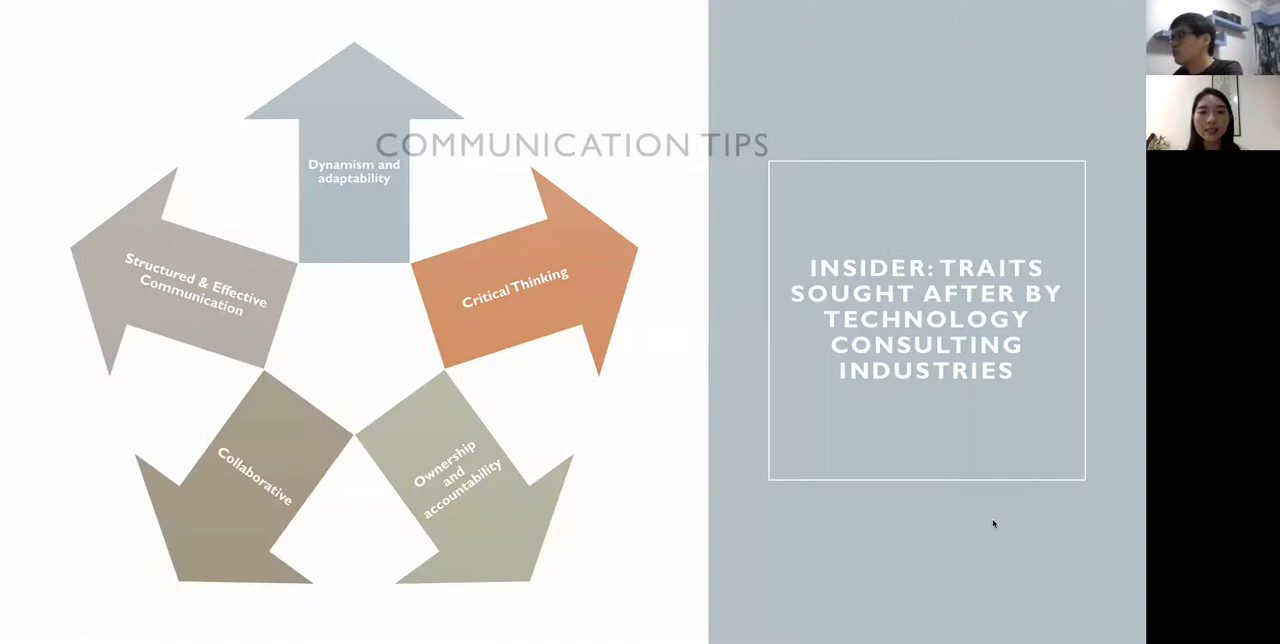 COMMUNICATION TIPS
Dynamism and
adaptability
Critical Thinking
Ownership
and
accountability
Collaborative
Structured & Effective
Communication
INSIDER: TRAITS
SOUGHT AFTER BY
TECHNOLOGY
CONSULTING
INDUSTRIES